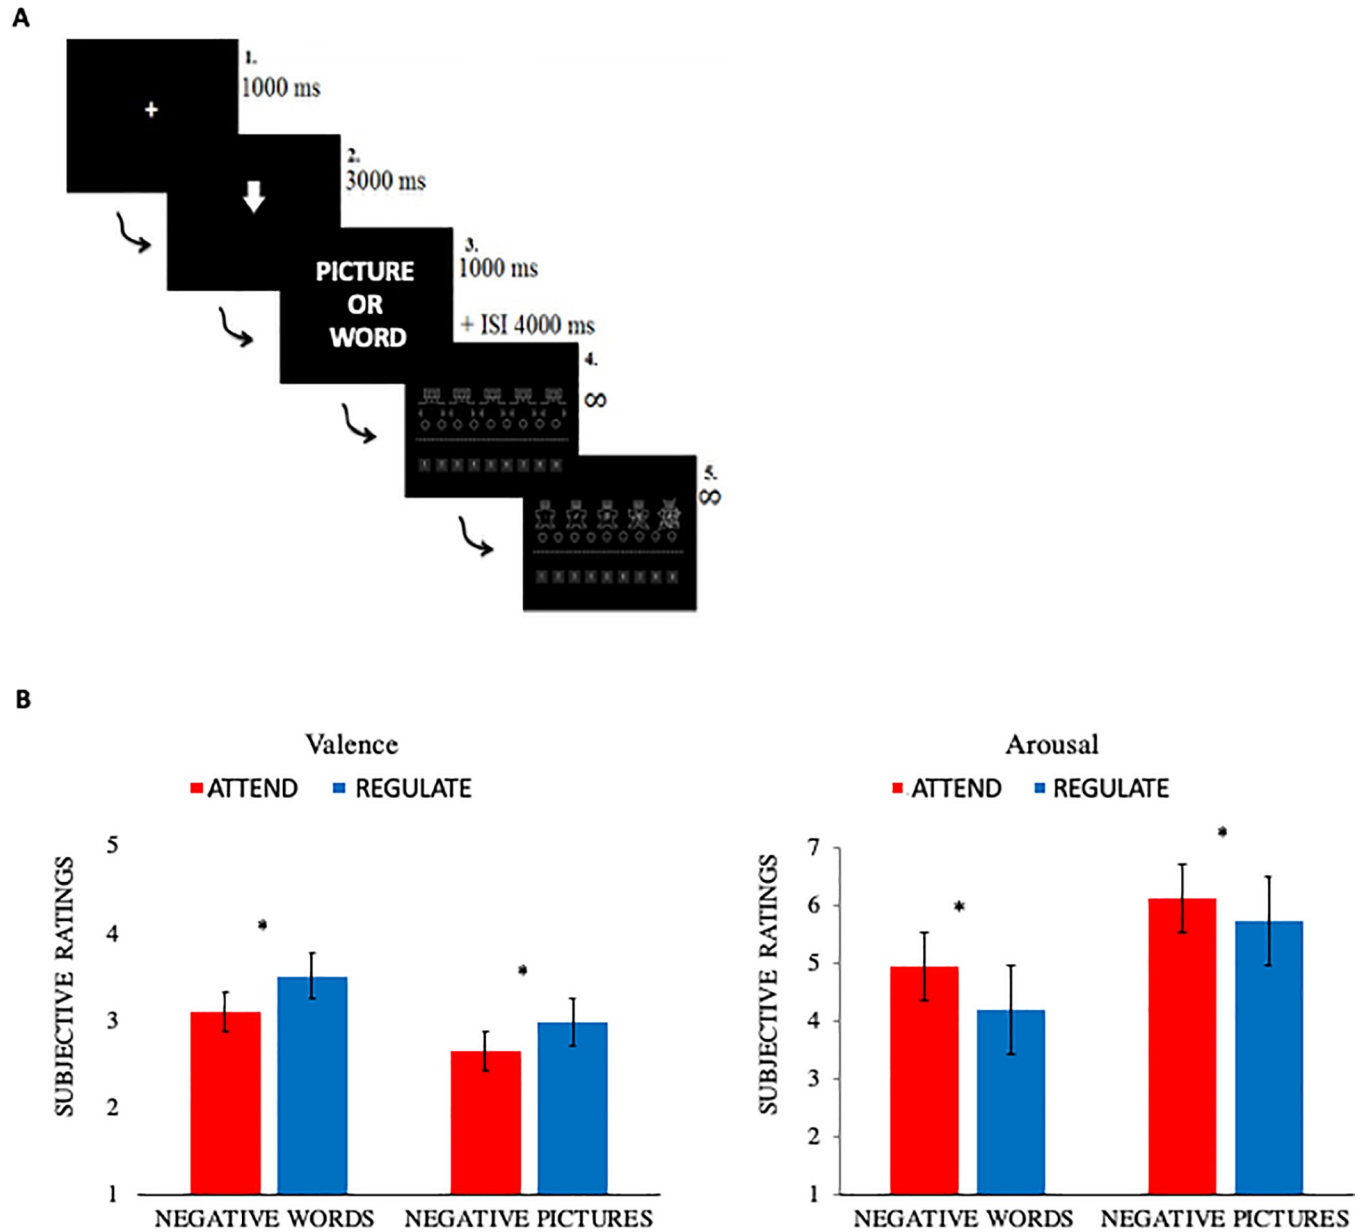 A
+
1.
1000 ms
2.
3000 ms
PICTURE
OR
WORD
3.
1000 ms
+ ISI 4000 ms
4.
∞
5.
∞
B
Valence
ATTEND REGULATE
SUBJECTIVE RATINGS
5
4
3
2
1
*
*
NEGATIVE WORDS NEGATIVE PICTURES
Arousal
ATTEND REGULATE
SUBJECTIVE RATINGS
7
6
5
4
3
2
1
*
*
NEGATIVE WORDS NEGATIVE PICTURES